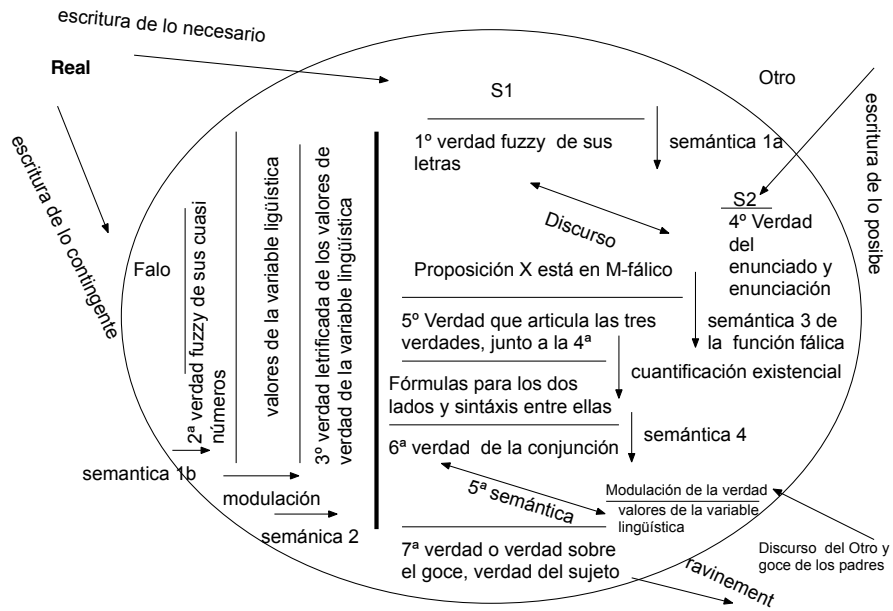 escritura de lo necesario
Real
Otro
S1
escritura de lo contingente
1º verdad fuzzy de sus
letras
semántica 1a
escritura de lo posibe
Discurso
S2
4º Verdad
del
enunciado y
enunciación
Falo
2ª verdad fuzzy de sus cuasi
números
valores de la variable ligüística
3º verdad letrificada de los valores de
verdad de la variable lingüística
Proposición X está en M-fálico
5º Verdad que articula las tres
verdades, junto a la 4ª
semántica 3 de
la función fálica
cuantificación existencial
Fórmulas para los dos
lados y sintáxis entre ellas
semántica 4
6ª verdad de la conjunción
semantica 1b
modulación
semánica 2
5ª semántica
Modulación de la verdad
valores de la variable
lingüística
7ª verdad o verdad sobre
el goce, verdad del sujeto
ravinement
Discurso del Otro y
goce de los padres